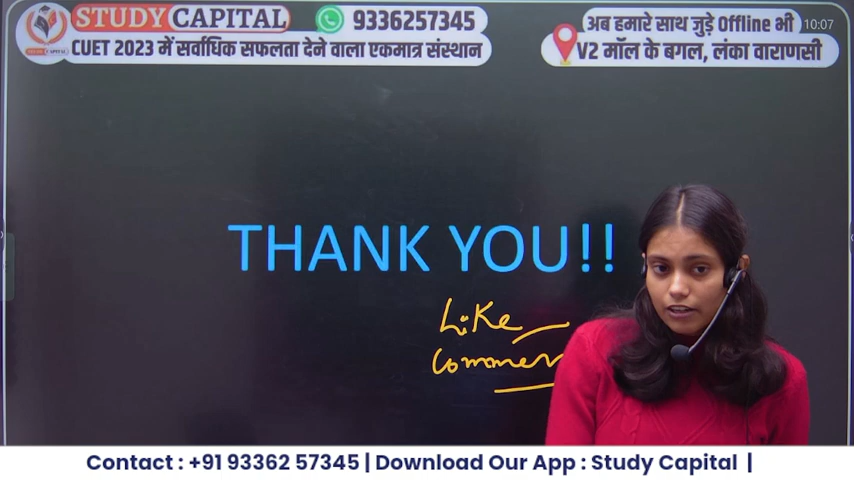 STUDY CAPITAL
9336257345
CUET 2023 में सर्वाधिक सफलता देने वाला एकमात्र संस्थान
अब हमारे साथ जुड़े Offline भी
10:07
V2 मॉल के बगल, लंका वाराणसी
THANK YOU!!
Like
Contact : +91 93362 57345 | Download Our App : Study Capital |